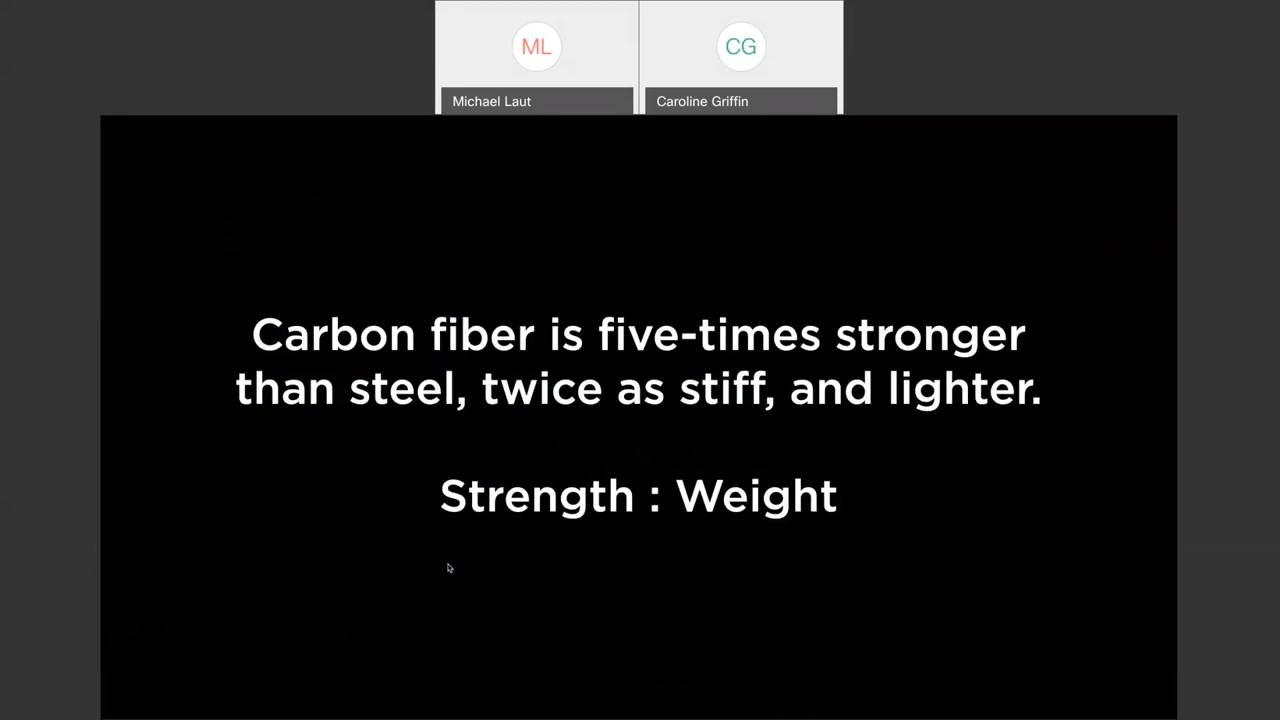 ML
CG
Michael Laut
Caroline Griffin
Carbon fiber is five-times stronger
than steel, twice as stiff, and lighter.
Strength : Weight